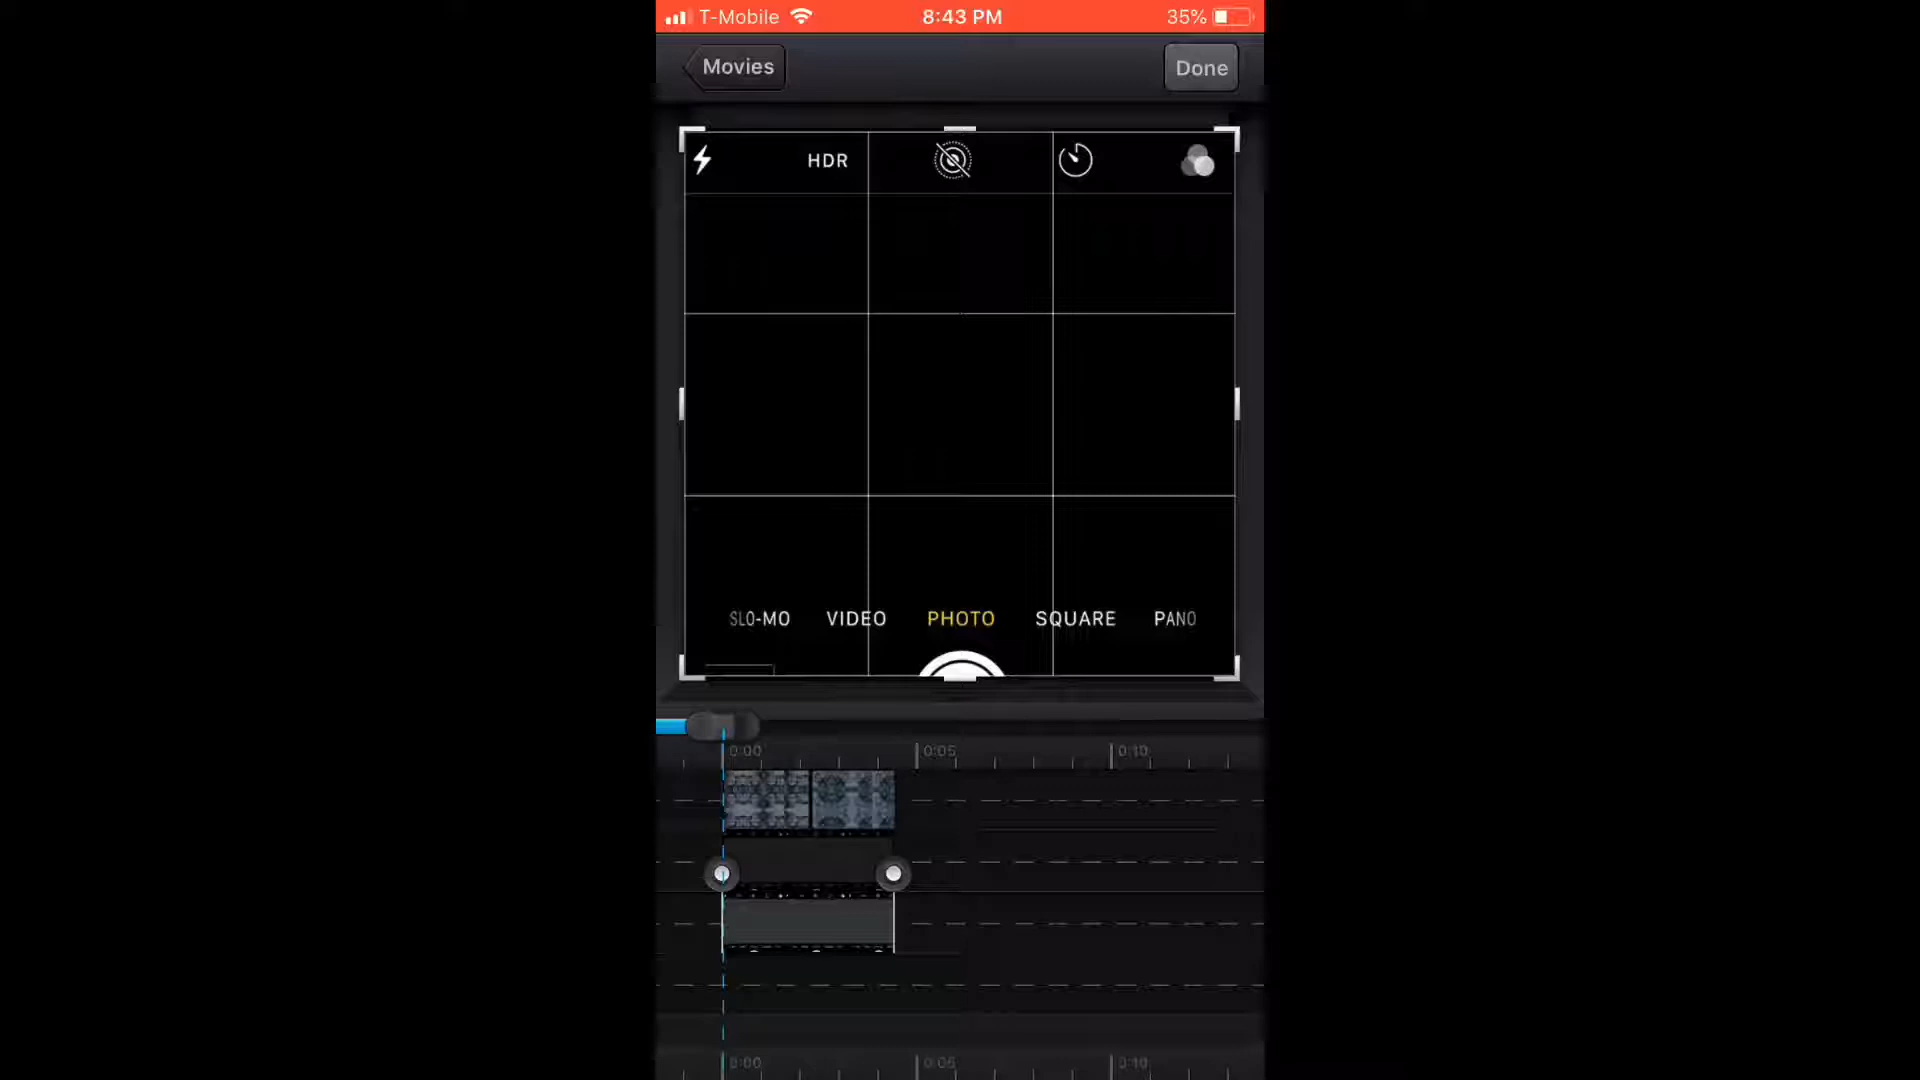 T-Mobile 8:43 PM 35%
Movies Done
HDR
SLO-MO VIDEO PHOTO SQUARE PANO
0:00 0:05 0:10
0:00 0:05 0:10